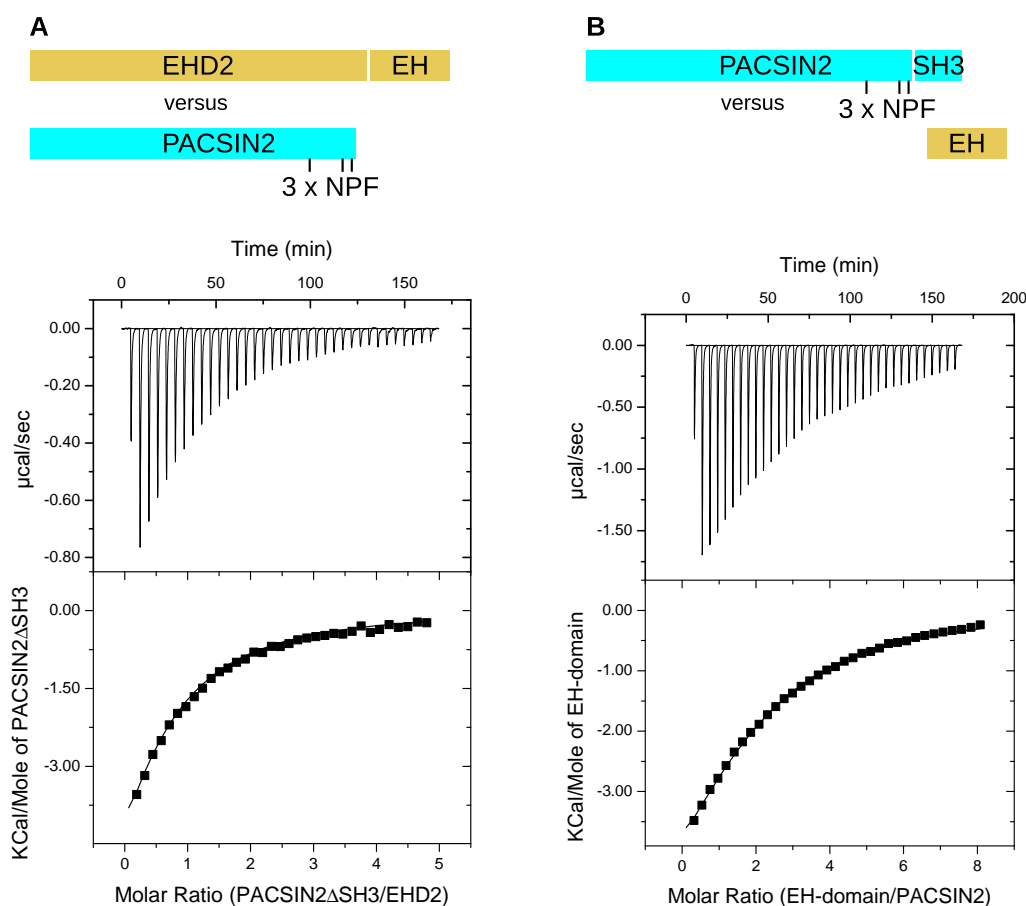 A
EHD2 EH
versus
PACSIN2
3 x NPF
Time (min)
0 50 100 150
0.00
-0.20
-0.40
-0.60
-0.80
µcal/sec
0.00
-1.50
-3.00
KCal/Mole of PACSIN2ΔSH3
0 1 2 3 4 5
Molar Ratio (PACSIN2ΔSH3/EHD2)
B
PACSIN2 SH3
versus
3 x NPF
EH
Time (min)
0 50 100 150 200
0.00
-0.50
-1.00
-1.50
µcal/sec
0.00
-1.00
-2.00
-3.00
KCal/Mole of EH-domain
0 2 4 6 8
Molar Ratio (EH-domain/PACSIN2)